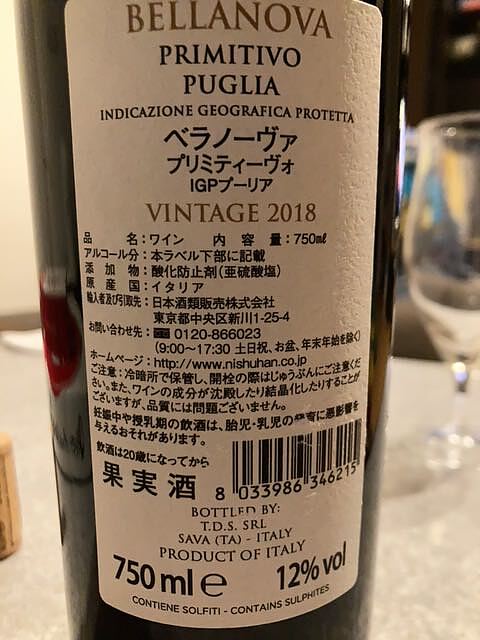 BELLANOVA
PRIMITIVO
PUGLIA
INDICAZIONE GEOGRAFICA PROTETTA
ベラノーヴァ
プリミティーヴォ
IGPプーリア
VINTAGE 2018
品名：ワイン 内容量：750㎖
アルコール分：本ラベル下部に記載
添加物：酸化防止剤（亜硫酸塩）
原産国：イタリア
輸入者及び引取先：日本酒類販売株式会社
東京都中央区新川1-25-4
お問い合わせ先：0120-866023
（9:00～17:30 土日祝、お盆、年末年始を除く）
ホームページ：http://www.nishuhan.co.jp
ご注意：冷暗所で保管し、開栓の際はじゅうぶんにご注意くだ
さい。また、ワインの成分が沈殿したり結晶化したりすることが
ございますが、品質には問題ございません。
妊娠中や授乳期の飲酒は、胎児・乳児の発育に悪影響を
与えるおそれがあります。
飲酒は20歳になってから
果実酒
8 033986 346215
BOTTLED BY:
T.D.S. SRL
SAVA (TA) - ITALY
PRODUCT OF ITALY
750 ml ℮ 12% vol
CONTIENE SOLFITI - CONTAINS SULPHITES